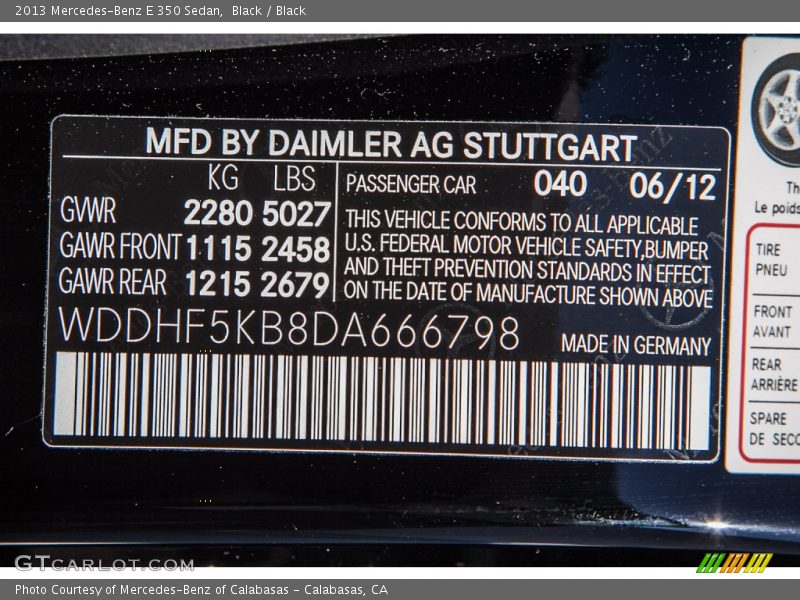 2013 Mercedes-Benz E 350 Sedan, Black / Black
MFD BY DAIMLER AG STUTTGART
KG LBS
GWR 2280 5027
GAWR FRONT 1115 2458
GAWR REAR 1215 2679
PASSENGER CAR 040 06/12
THIS VEHICLE CONFORMS TO ALL APPLICABLE
U.S. FEDERAL MOTOR VEHICLE SAFETY,BUMPER
AND THEFT PREVENTION STANDARDS IN EFFECT
ON THE DATE OF MANUFACTURE SHOWN ABOVE
WDDHF5KB8DA666798
MADE IN GERMANY
Th
Le poids
TIRE
PNEU
FRONT
AVANT
REAR
ARRIÈRE
SPARE
DE SECO
GTCARLOT.COM
Photo Courtesy of Mercedes-Benz of Calabasas - Calabasas, CA